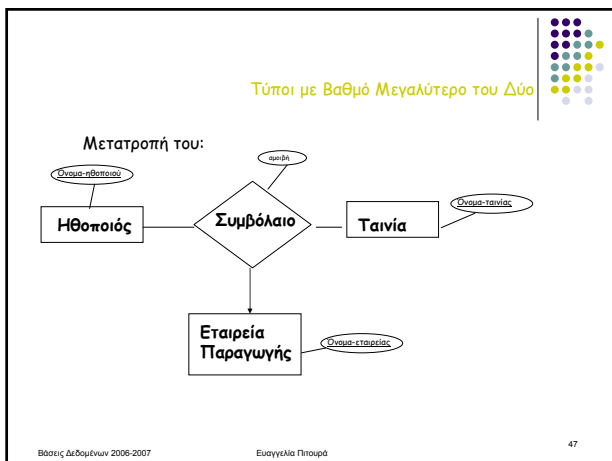 Τύποι με Βαθμό Μεγαλύτερο του Δύο
Μετατροπή του:
αμοιβή
Όνομα-ηθοποιού
Ηθοποιός
Συμβόλαιο
Ταινία
Όνομα-ταινίας
Εταιρεία
Παραγωγής
Όνομα-εταιρείας
Βάσεις Δεδομένων 2006-2007
Ευαγγελία Πιτουρά
47